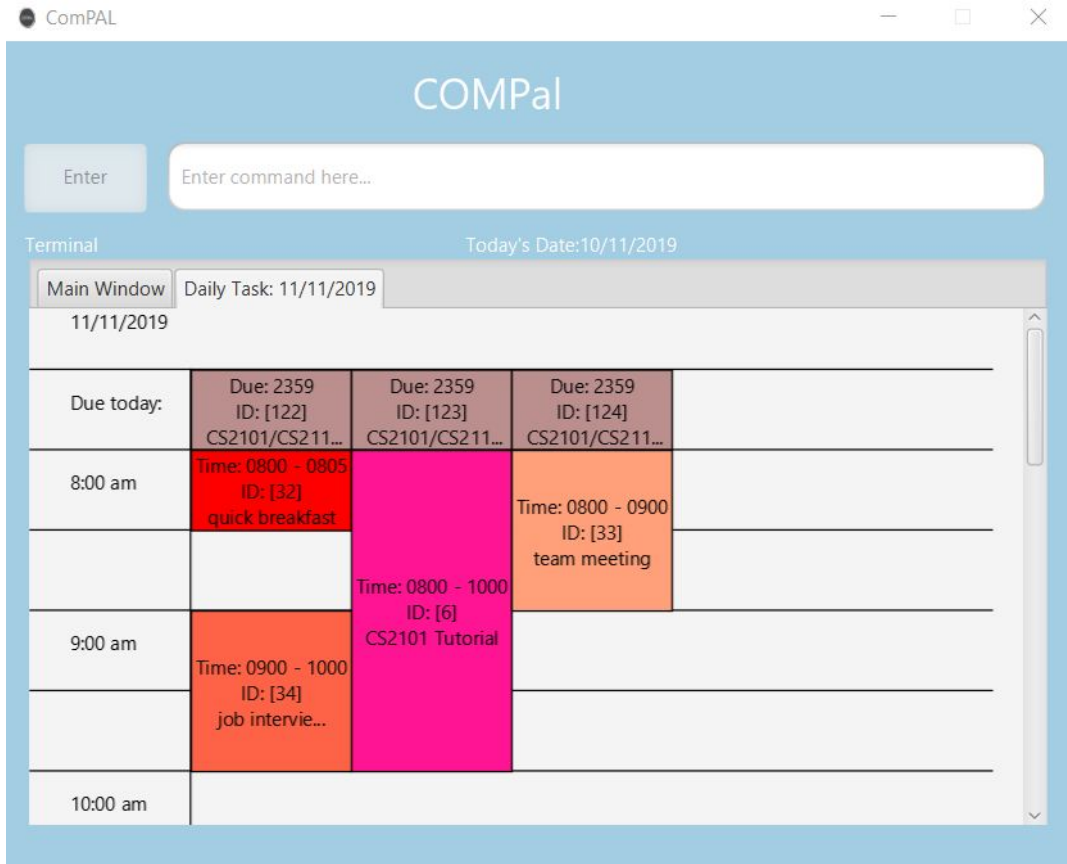 ComPAL
COMPal
Enter
Enter command here...
Terminal
Today's Date:10/11/2019
Main Window
Daily Task: 11/11/2019
11/11/2019
Due today:
Due: 2359
ID: [122]
CS2101/CS211...
Due: 2359
ID: [123]
CS2101/CS211...
Due: 2359
ID: [124]
CS2101/CS211...
8:00 am
Time: 0800 - 0805
ID: [32]
quick breakfast
Time: 0800 - 1000
ID: [6]
CS2101 Tutorial
Time: 0800 - 0900
ID: [33]
team meeting
9:00 am
Time: 0900 - 1000
ID: [34]
job intervie...
10:00 am